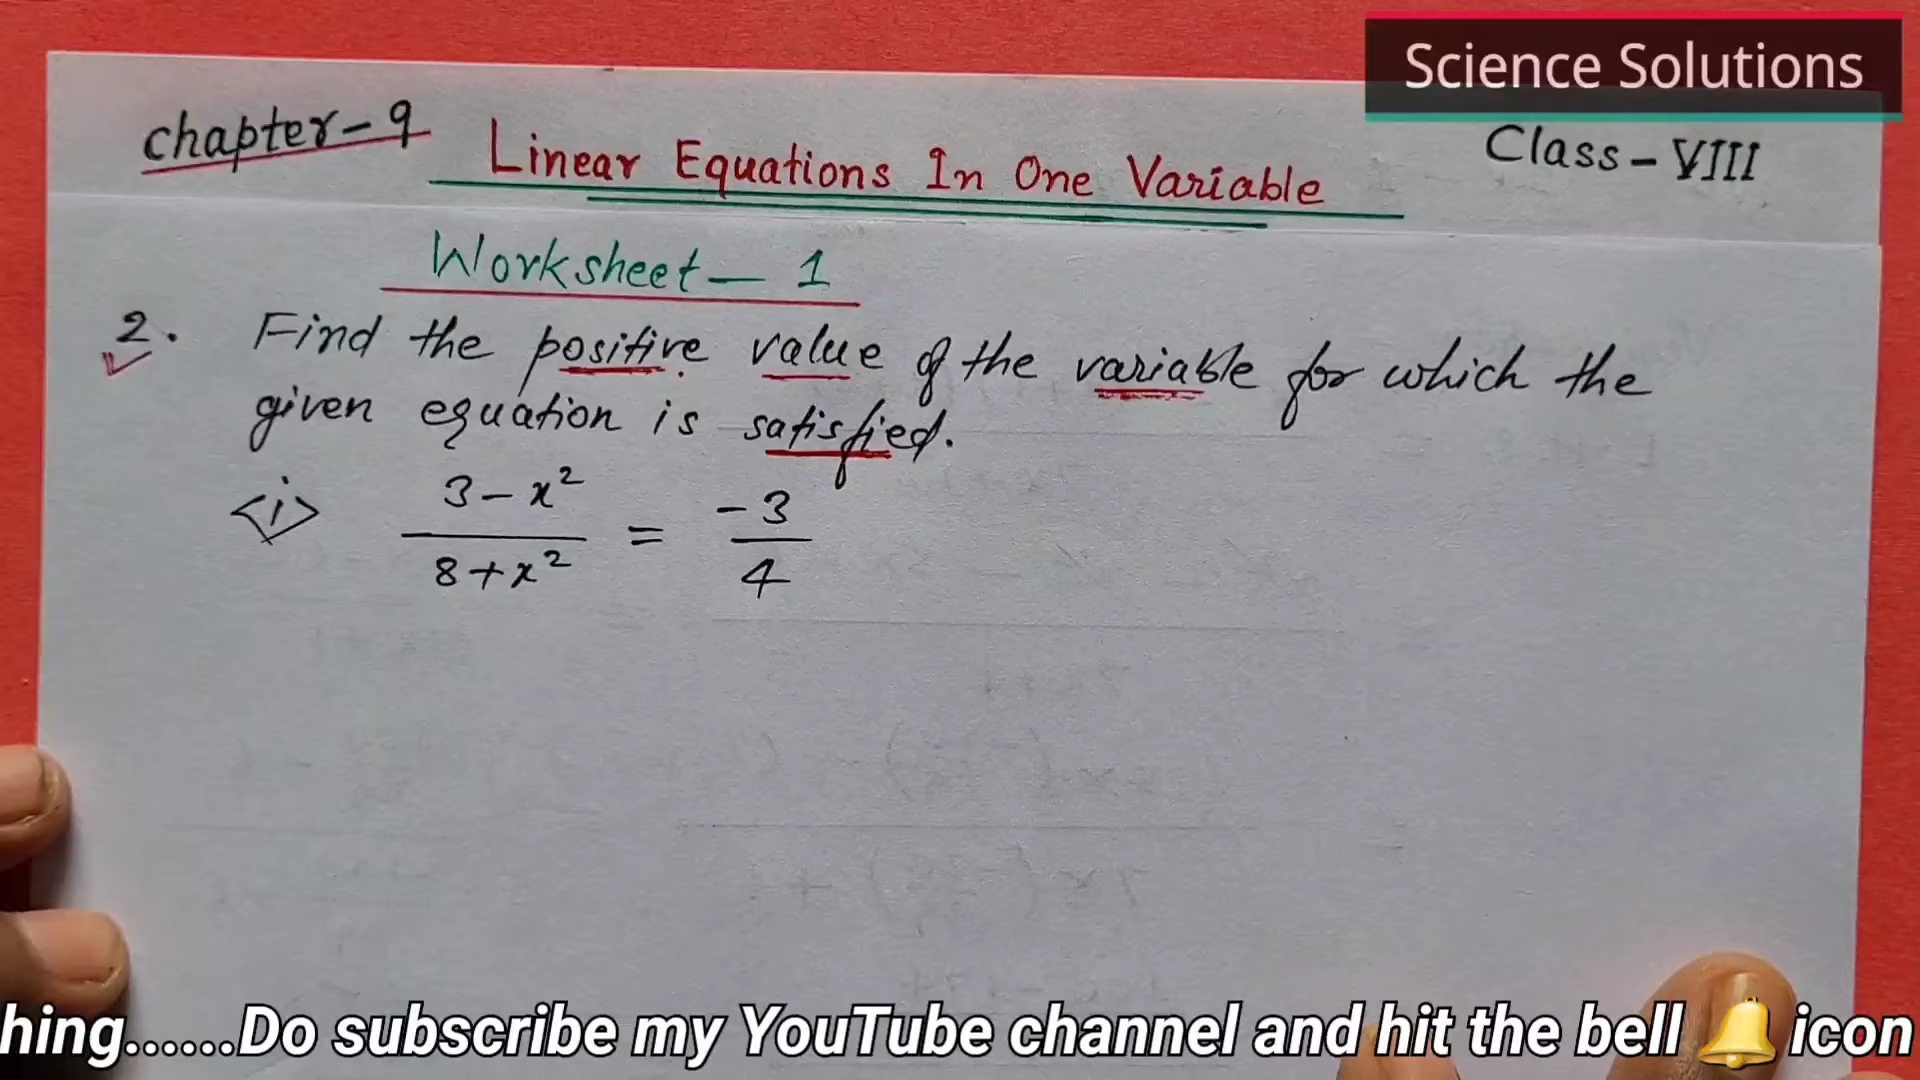 Science Solutions
Chapter-9 Linear Equations In One Variable Class-VIII
Worksheet-1
2. Find the positive value of the variable for which the
given equation is satisfied.
<i> 3-x² / 8+x² = -3 / 4
hing......Do subscribe my YouTube channel and hit the bell 🔔 icon